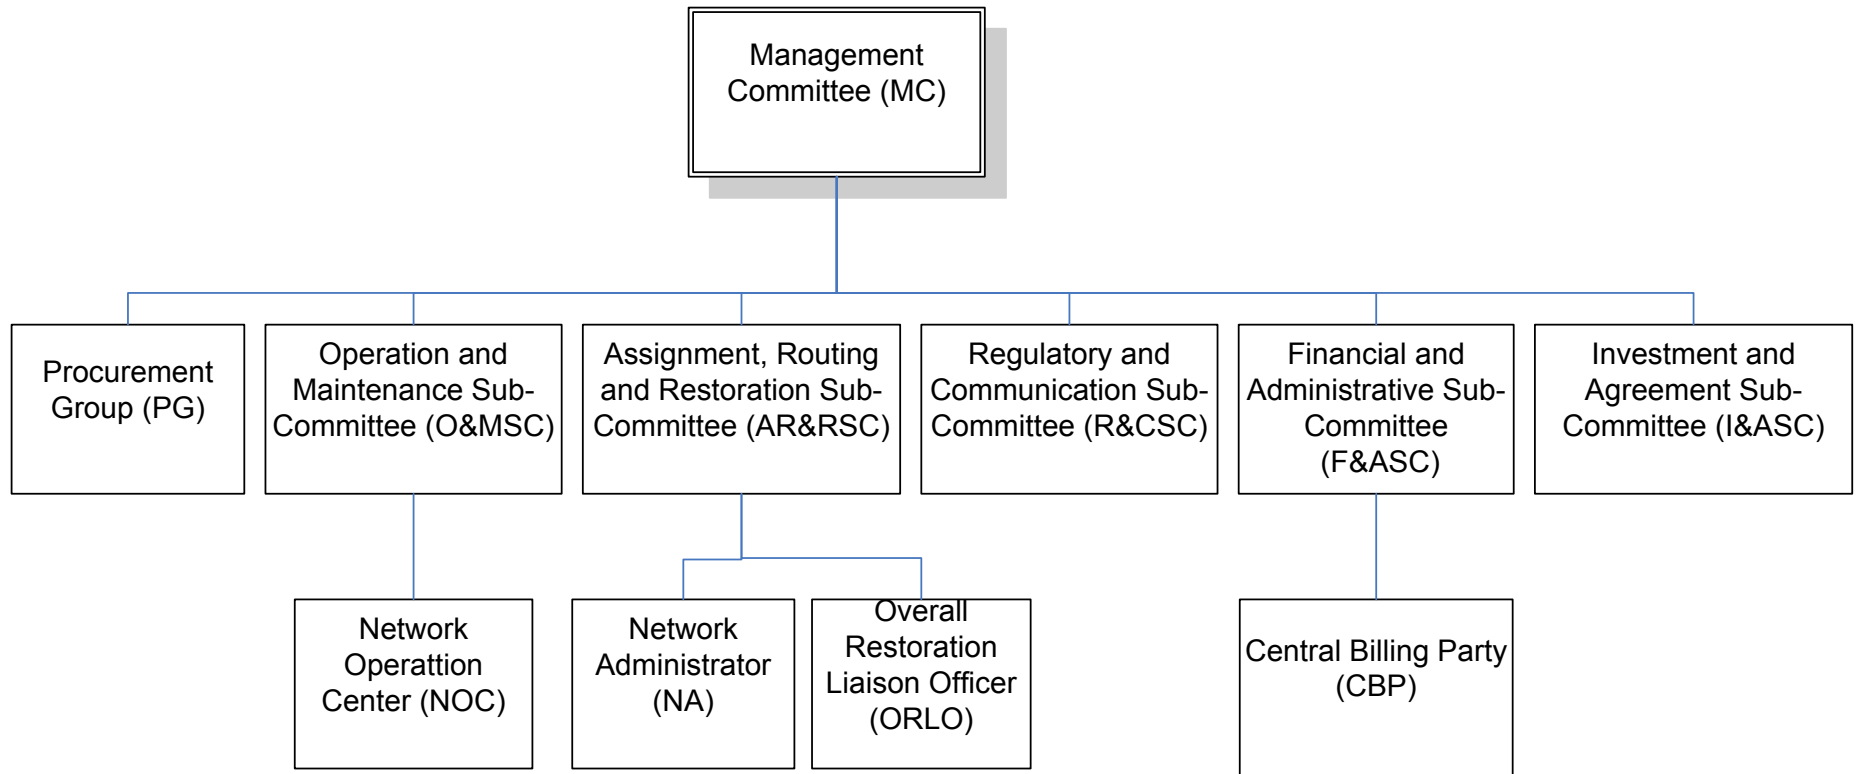 Management
Committee (MC)
Procurement
Group (PG)
Operation and
Maintenance Sub-
Committee (O&MSC)
Assignment, Routing
and Restoration Sub-
Committee (AR&RSC)
Regulatory and
Communication Sub-
Committee (R&CSC)
Financial and
Administrative Sub-
Committee
(F&ASC)
Investment and
Agreement Sub-
Committee (I&ASC)
Network
Operattion
Center (NOC)
Network
Administrator
(NA)
Overall
Restoration
Liaison Officer
(ORLO)
Central Billing Party
(CBP)